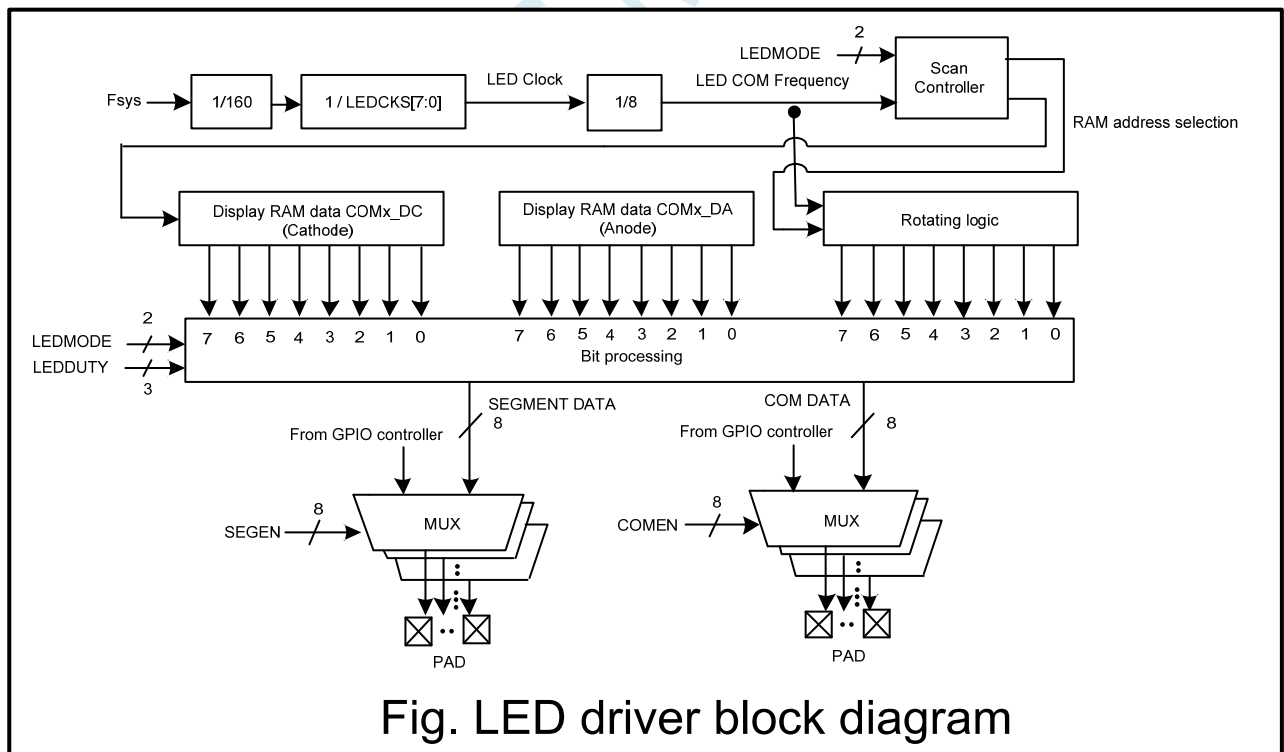 2
LEDMODE
LED Clock
LED COM Frequency
Scan
Controller
Fsys
1/160
1 / LEDCKS[7:0]
1/8
RAM address selection
Display RAM data COMx_DC
(Cathode)
Display RAM data COMx_DA
(Anode)
Rotating logic
2
LEDMODE
LEDDUTY
3
7 6 5 4 3 2 1 0
7 6 5 4 3 2 1 0
7 6 5 4 3 2 1 0
Bit processing
SEGMENT DATA
8
From GPIO controller
COM DATA
8
From GPIO controller
8
SEGEN
MUX
8
COMEN
MUX
PAD
PAD
Fig. LED driver block diagram